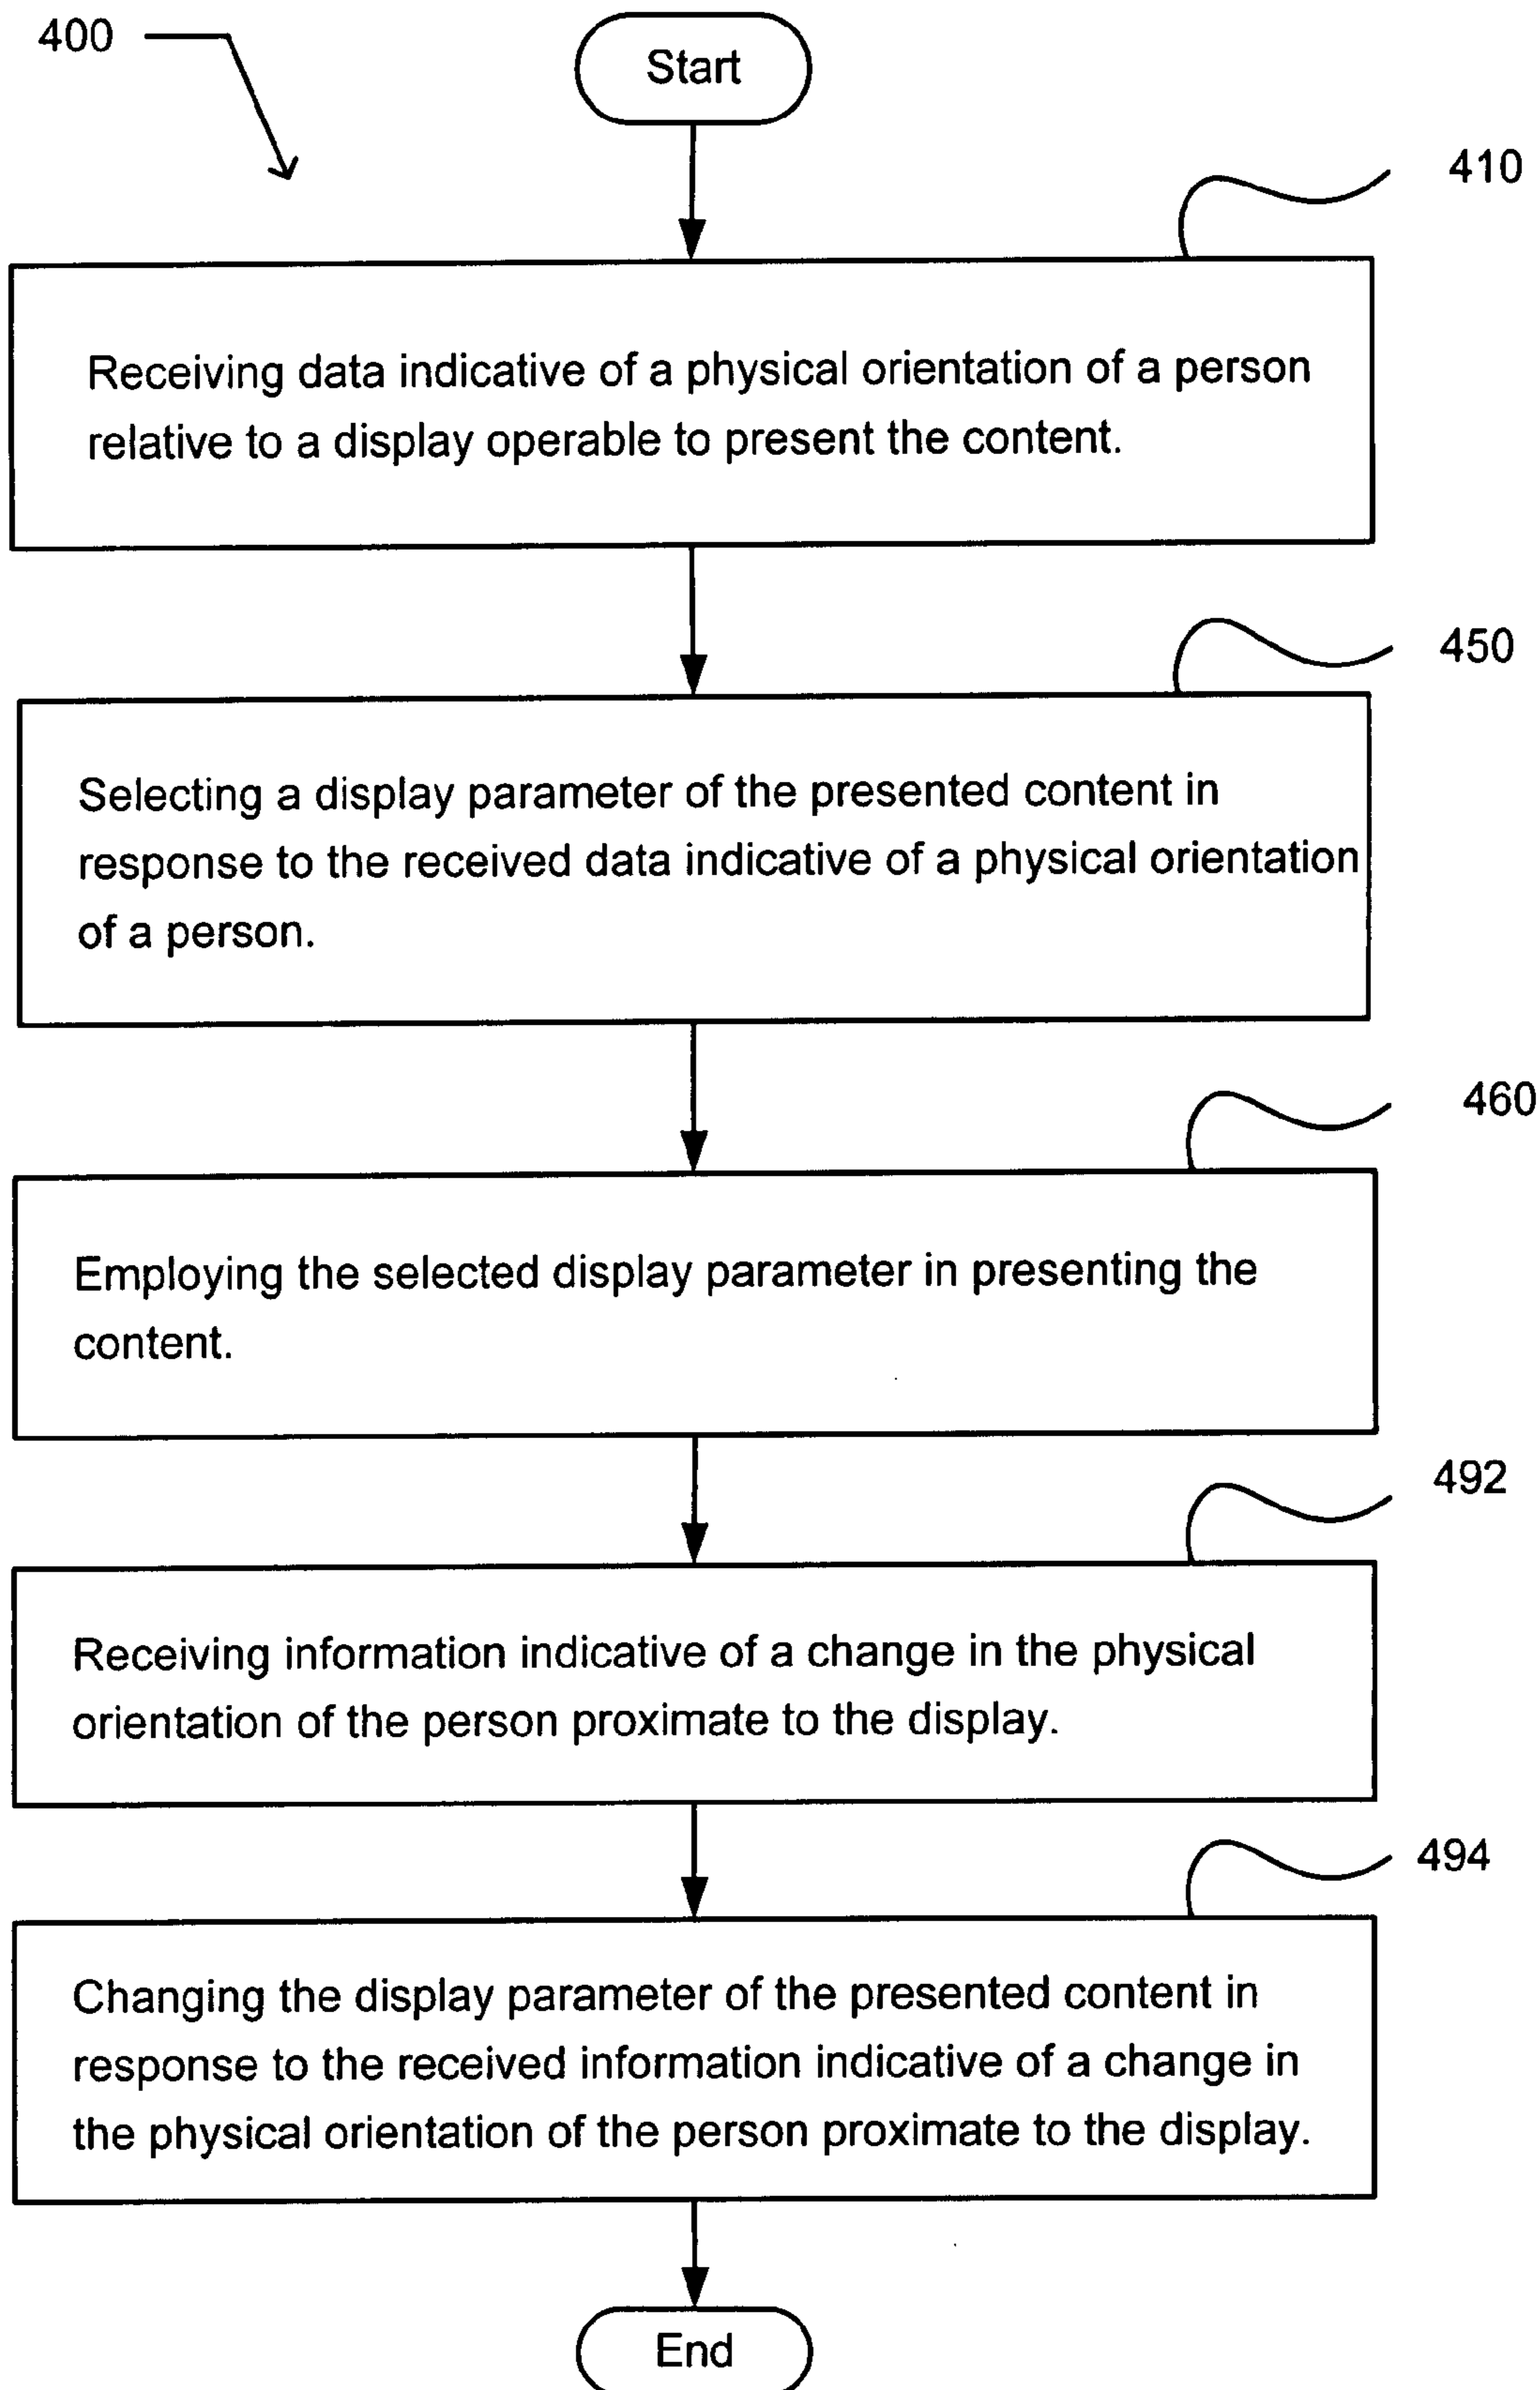 400
Start
410
Receiving data indicative of a physical orientation of a person
relative to a display operable to present the content.
450
Selecting a display parameter of the presented content in
response to the received data indicative of a physical orientation
of a person.
460
Employing the selected display parameter in presenting the
content.
492
Receiving information indicative of a change in the physical
orientation of the person proximate to the display.
494
Changing the display parameter of the presented content in
response to the received information indicative of a change in
the physical orientation of the person proximate to the display.
End